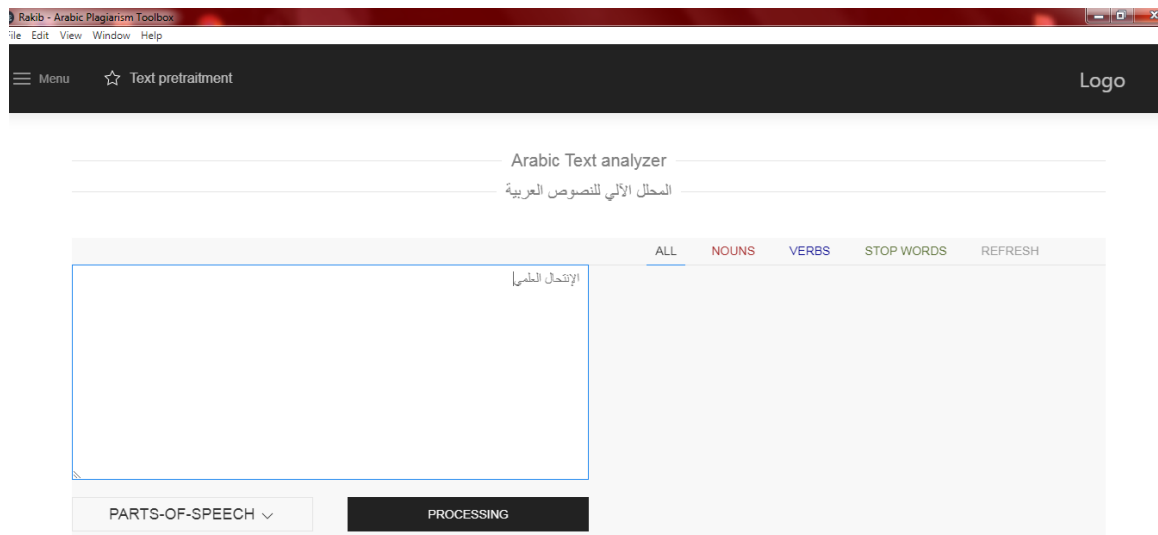 Rakib - Arabic Plagiarism Toolbox
File Edit View Window Help
Menu Text pretraitment Logo
Arabic Text analyzer
المحلل الآلي للنصوص العربية
ALL NOUNS VERBS STOP WORDS REFRESH
الإنتحال العلمي
PARTS-OF-SPEECH PROCESSING